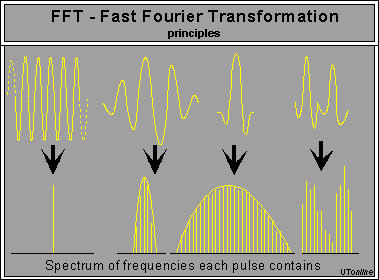 FFT - Fast Fourier Transformation
principles
Spectrum of frequencies each pulse contains
UTonline